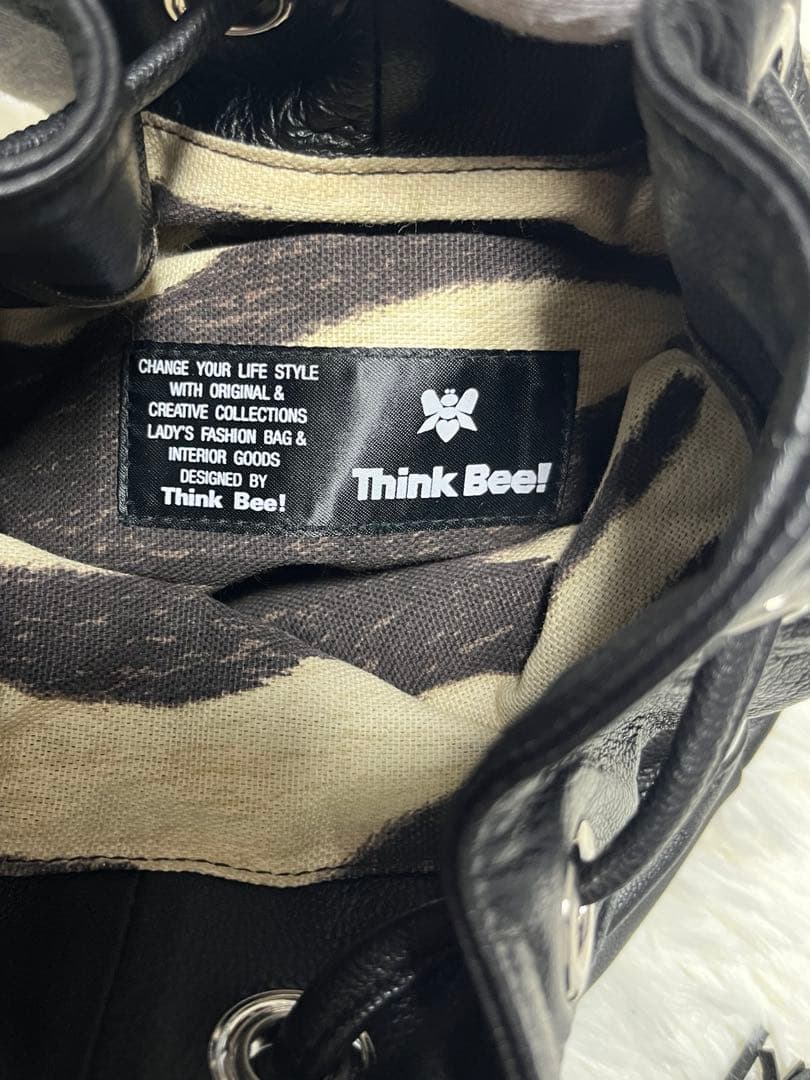 CHANGE YOUR LIFE STYLE
WITH ORIGINAL &
CREATIVE COLLECTIONS
LADY'S FASHION BAG &
INTERIOR GOODS
DESIGNED BY
Think Bee!
Think Bee!